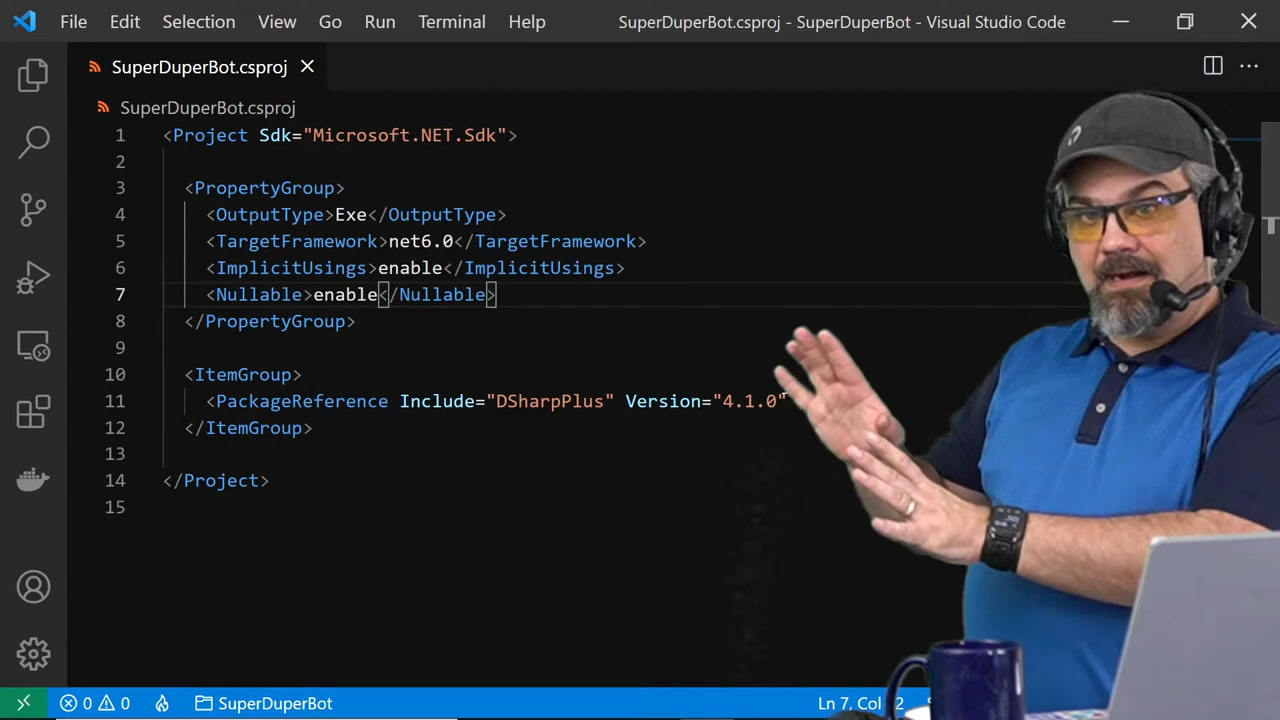 File Edit Selection View Go Run Terminal Help SuperDuperBot.csproj - SuperDuperBot - Visual Studio Code
SuperDuperBot.csproj
SuperDuperBot.csproj
1 <Project Sdk="Microsoft.NET.Sdk">
2
3 <PropertyGroup>
4 <OutputType>Exe</OutputType>
5 <TargetFramework>net6.0</TargetFramework>
6 <ImplicitUsings>enable</ImplicitUsings>
7 <Nullable>enable</Nullable>
8 </PropertyGroup>
9
10 <ItemGroup>
11 <PackageReference Include="DSharpPlus" Version="4.1.0"
12 </ItemGroup>
13
14 </Project>
15
0 0 SuperDuperBot Ln 7, Col